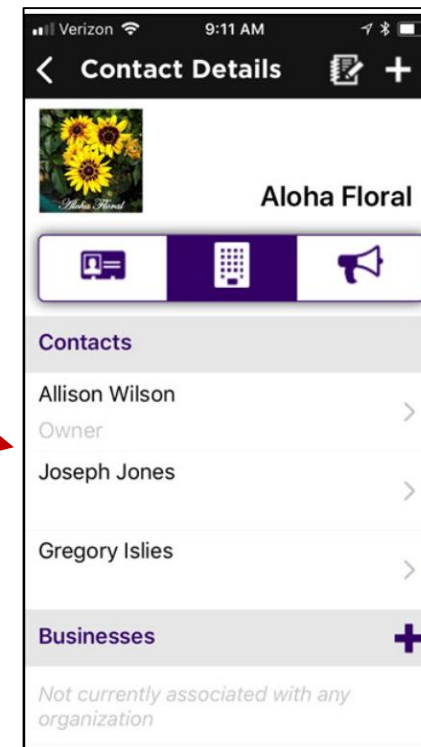 Verizon 9:11 AM
Contact Details
Aloha Floral
Aloha Floral
Contacts
Allison Wilson
Owner
Joseph Jones
Gregory Islies
Businesses
Not currently associated with any
organization